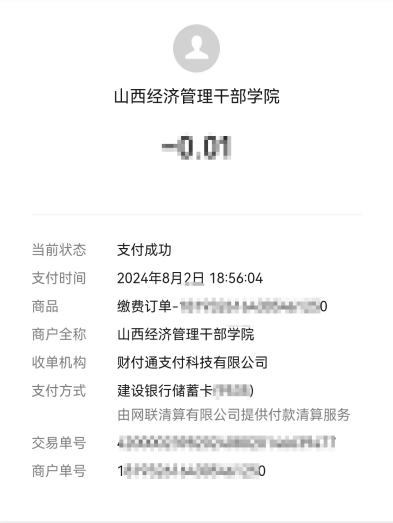 山西经济管理干部学院
-0.01
当前状态 支付成功
支付时间 2024年8月2日 18:56:04
商品 缴费订单-
商户全称 山西经济管理干部学院
收单机构 财付通支付科技有限公司
支付方式 建设银行储蓄卡
由网联清算有限公司提供付款清算服务
交易单号
商户单号